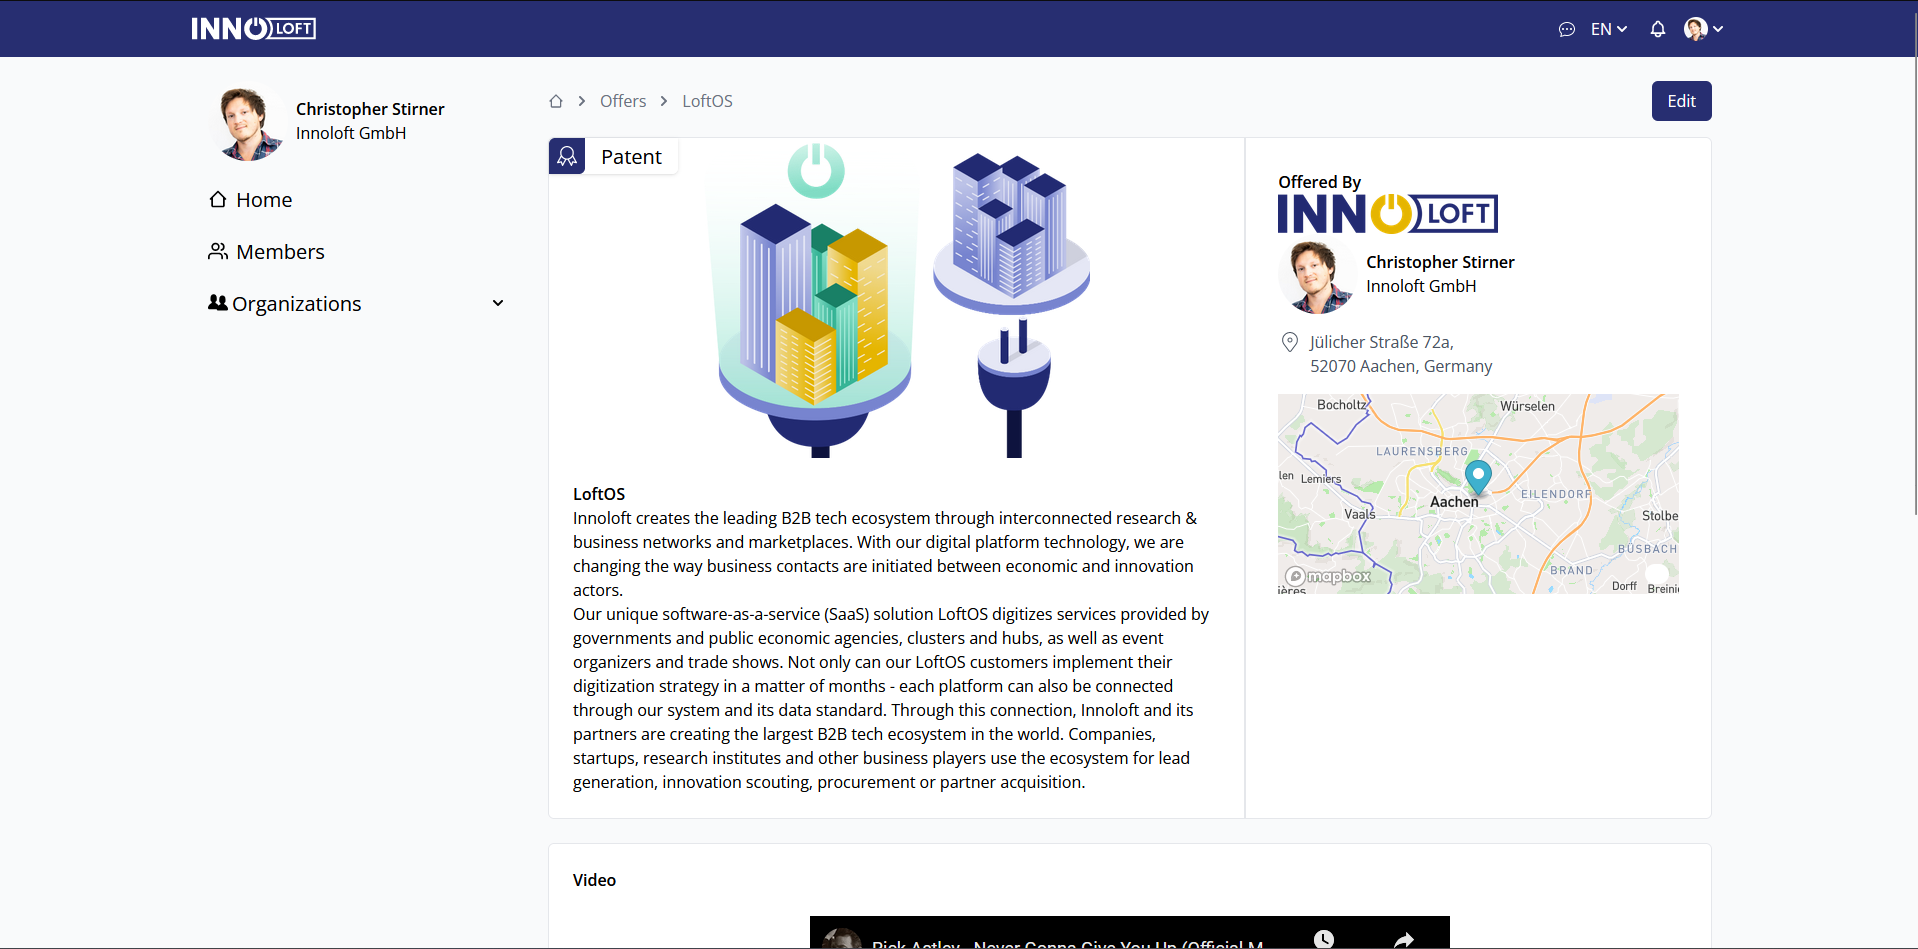 INNOLOFT
EN
Christopher Stirner
Innoloft GmbH
Home
Members
Organizations
Offers
LoftOS
Edit
Patent
LoftOS
Innoloft creates the leading B2B tech ecosystem through interconnected research &
business networks and marketplaces. With our digital platform technology, we are
changing the way business contacts are initiated between economic and innovation
actors.
Our unique software-as-a-service (SaaS) solution LoftOS digitizes services provided by
governments and public economic agencies, clusters and hubs, as well as event
organizers and trade shows. Not only can our LoftOS customers implement their
digitization strategy in a matter of months - each platform can also be connected
through our system and its data standard. Through this connection, Innoloft and its
partners are creating the largest B2B tech ecosystem in the world. Companies,
startups, research institutes and other business players use the ecosystem for lead
generation, innovation scouting, procurement or partner acquisition.
Offered By
INNOLOFT
Christopher Stirner
Innoloft GmbH
Jülicher Straße 72a,
52070 Aachen, Germany
Bocholtz
Würselen
LAURENSBERG
len
Lemiers
Aachen
EILENDORF
Vaals
Stolbe
BÜSBACH
BRAND
mapbox
Dorff
Breini
ières
Video
Rick Astley - Never Gonna Give You Up (Official M